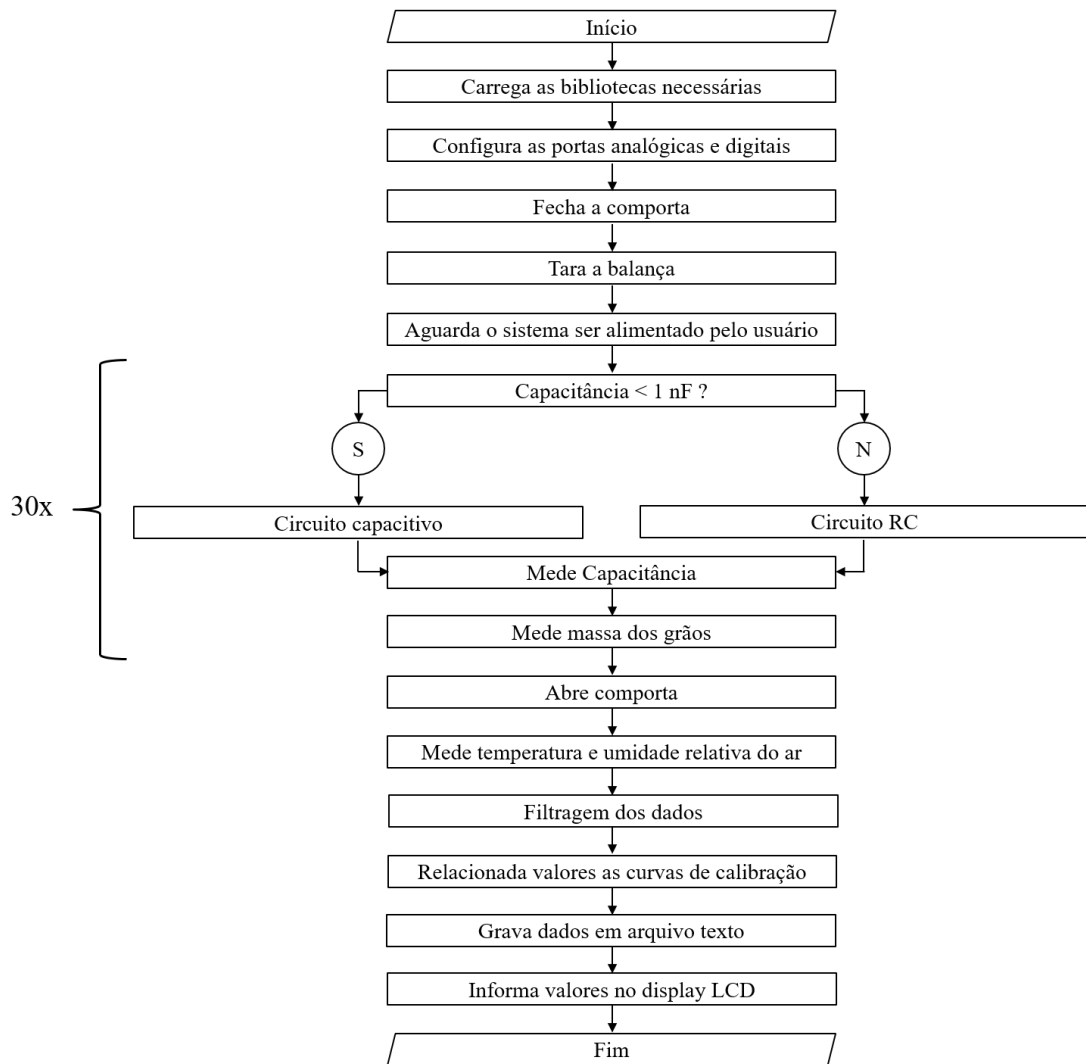 Início
Carrega as bibliotecas necessárias
Configura as portas analógicas e digitais
Fecha a comporta
Tara a balança
Aguarda o sistema ser alimentado pelo usuário
Capacitância < 1 nF ?
S
N
30x
Circuito capacitivo
Circuito RC
Mede Capacitância
Mede massa dos grãos
Abre comporta
Mede temperatura e umidade relativa do ar
Filtragem dos dados
Relacionada valores as curvas de calibração
Grava dados em arquivo texto
Informa valores no display LCD
Fim